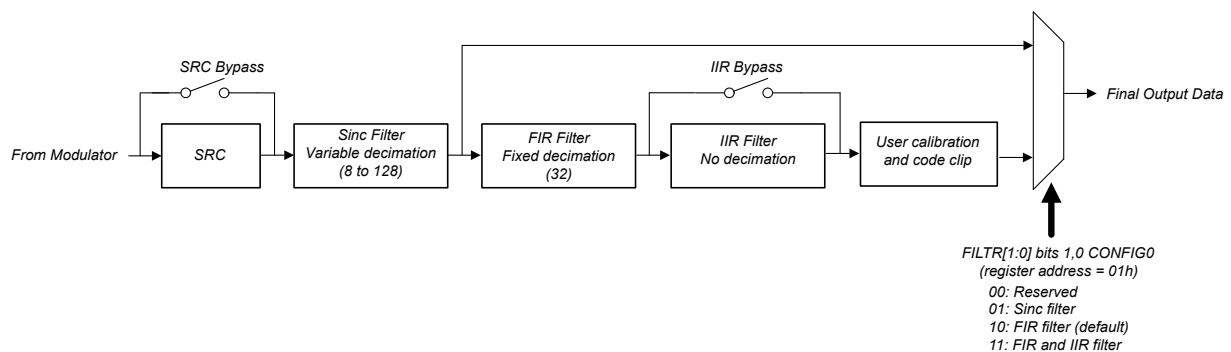 SRC Bypass
IIR Bypass
Final Output Data
From Modulator
SRC
Sinc Filter
Variable decimation
(8 to 128)
FIR Filter
Fixed decimation
(32)
IIR Filter
No decimation
User calibration
and code clip
FILTR[1:0] bits 1,0 CONFIG0
(register address = 01h)
00: Reserved
01: Sinc filter
10: FIR filter (default)
11: FIR and IIR filter